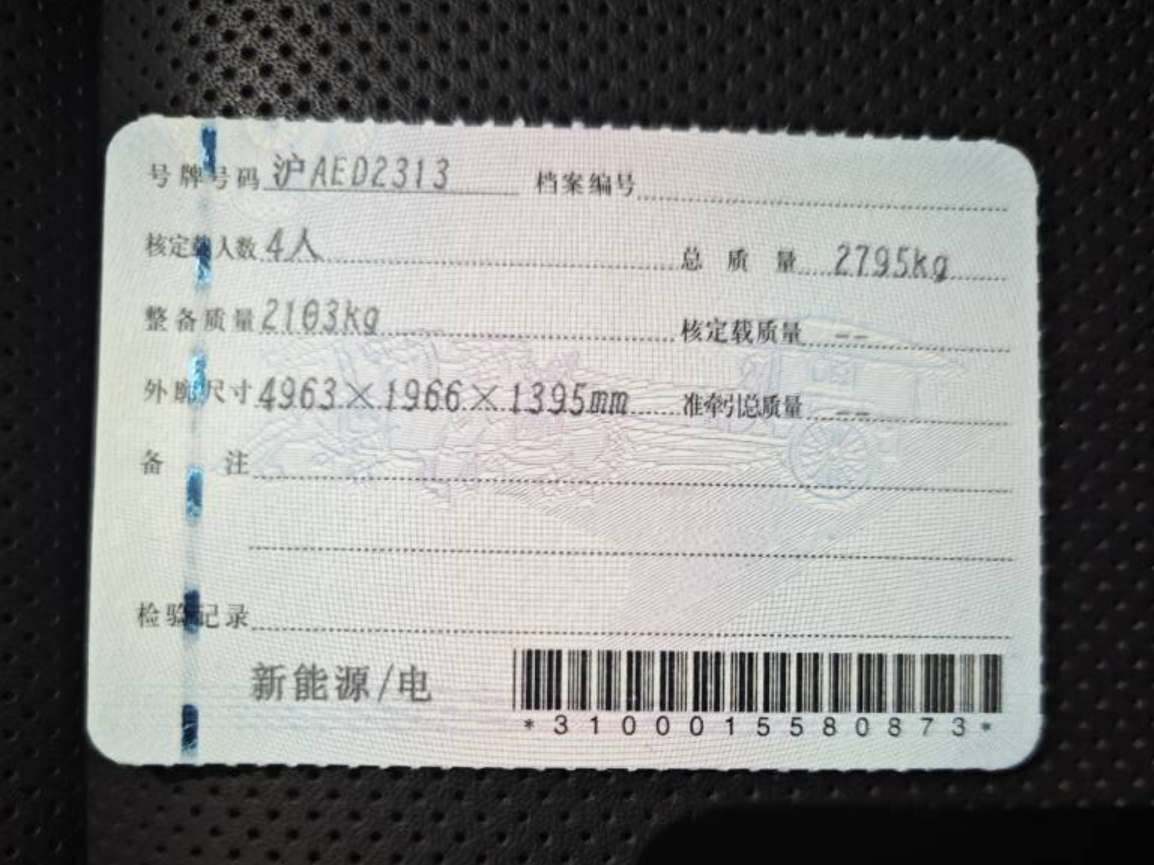 号牌号码 沪AED2313 档案编号
核定载人数 4人 总质量 2795kg
整备质量 2103kg 核定载质量 --
外廓尺寸 4963×1966×1395mm 准牵引总质量 --
备注
检验记录
新能源/电
*3100015580873*